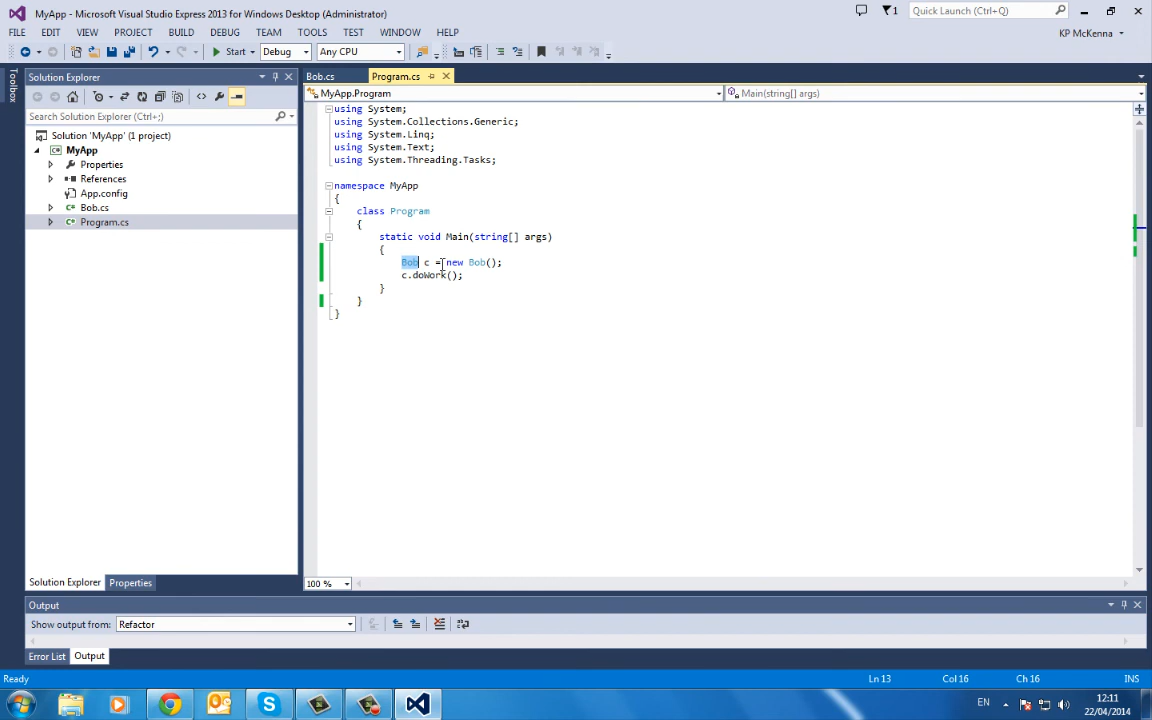 MyApp - Microsoft Visual Studio Express 2013 for Windows Desktop (Administrator)
1
Quick Launch (Ctrl+Q)
FILE EDIT VIEW PROJECT BUILD DEBUG TEAM TOOLS TEST WINDOW HELP
KP McKenna
Start Debug Any CPU
Toolbox
Solution Explorer
Bob.cs Program.cs
MyApp.Program Main(string[] args)
Search Solution Explorer (Ctrl+;)
Solution 'MyApp' (1 project)
MyApp
Properties
References
App.config
Bob.cs
Program.cs
using System;
using System.Collections.Generic;
using System.Linq;
using System.Text;
using System.Threading.Tasks;
namespace MyApp
{
class Program
{
static void Main(string[] args)
{
Bob c = new Bob();
c.doWork();
}
}
}
100 %
Solution Explorer Properties
Output
Show output from: Refactor
Error List Output
Ready Ln 13 Col 16 Ch 16 INS
EN
12:11
22/04/2014